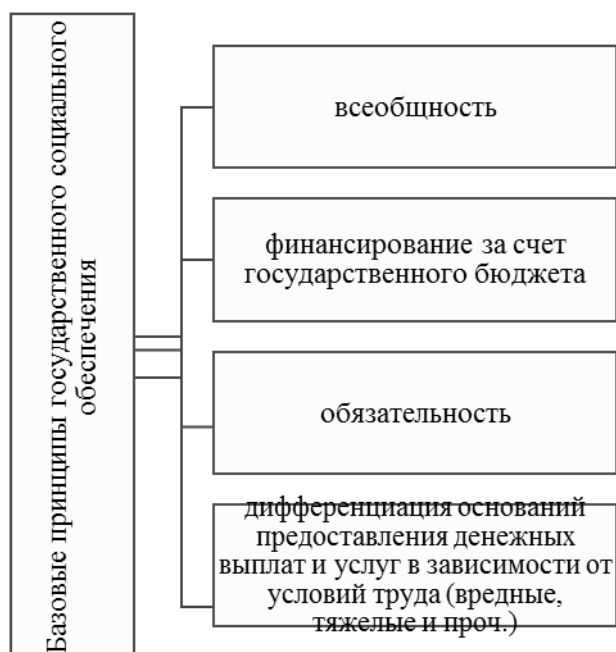 Базовые принципы государственного социального
обеспечения
всеобщность
финансирование за счет
государственного бюджета
обязательность
дифференциация оснований
предоставления денежных
выплат и услуг в зависимости от
условий труда (вредные,
тяжелые и проч.)